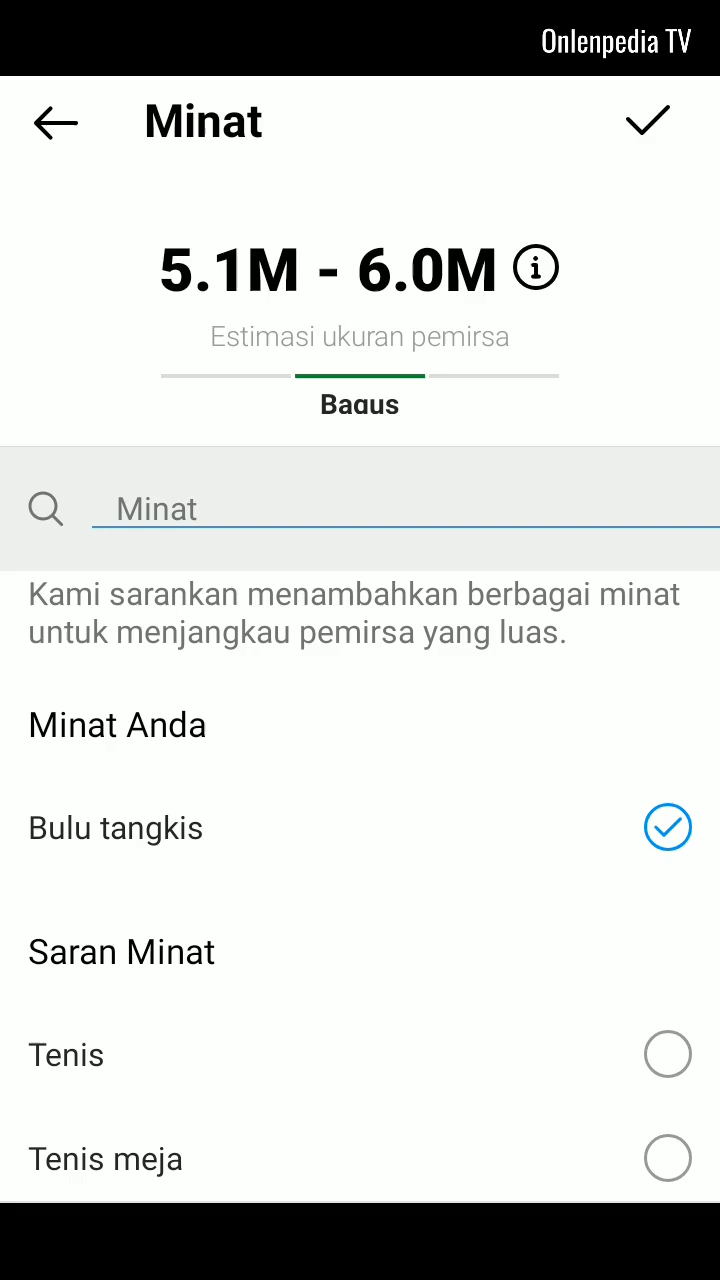 Onlenpedia TV
Minat
5.1M - 6.0M
Estimasi ukuran pemirsa
Bagus
Minat
Kami sarankan menambahkan berbagai minat
untuk menjangkau pemirsa yang luas.
Minat Anda
Bulu tangkis
Saran Minat
Tenis
Tenis meja